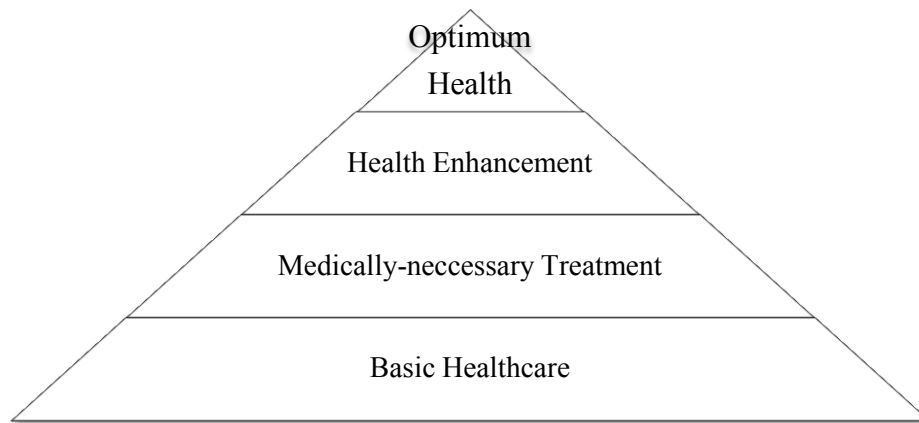 Optimum
Health
Health Enhancement
Medically-neccessary Treatment
Basic Healthcare